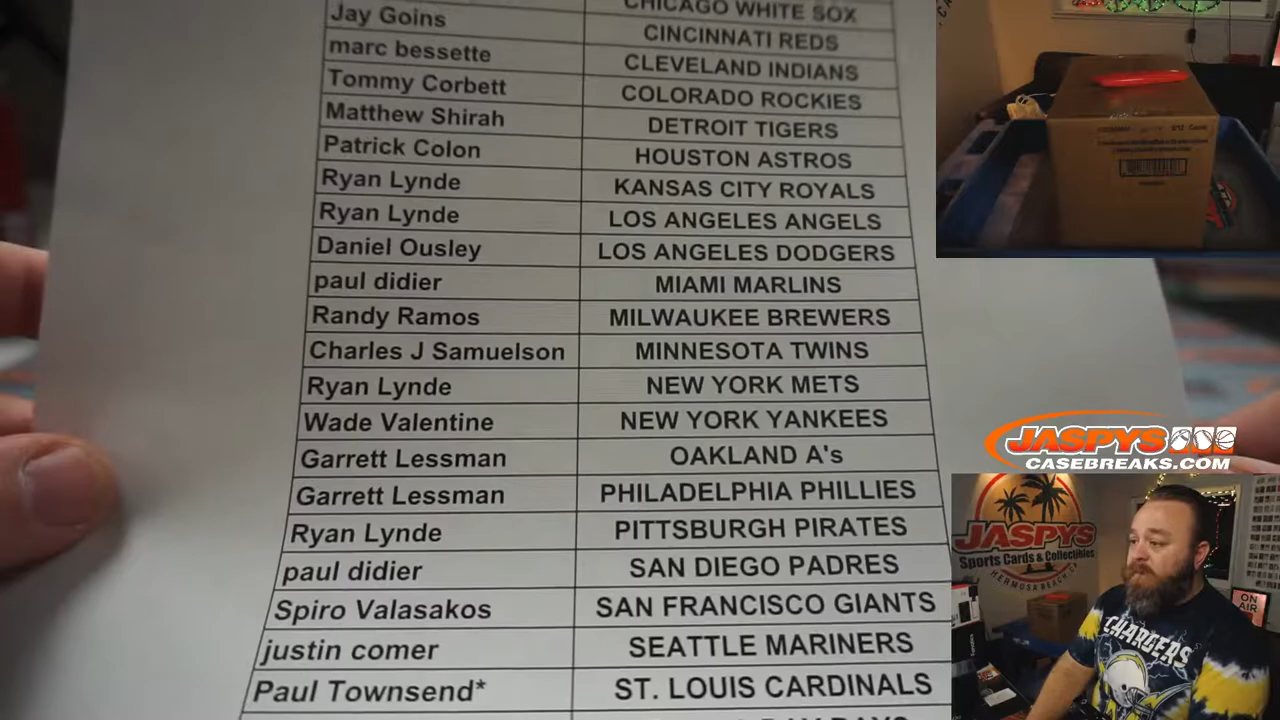 CHICAGO WHITE SOX
Jay Goins CINCINNATI REDS
marc bessette CLEVELAND INDIANS
Tommy Corbett COLORADO ROCKIES
Matthew Shirah DETROIT TIGERS
Patrick Colon HOUSTON ASTROS
Ryan Lynde KANSAS CITY ROYALS
Ryan Lynde LOS ANGELES ANGELS
Daniel Ousley LOS ANGELES DODGERS
paul didier MIAMI MARLINS
Randy Ramos MILWAUKEE BREWERS
Charles J Samuelson MINNESOTA TWINS
Ryan Lynde NEW YORK METS
Wade Valentine NEW YORK YANKEES
Garrett Lessman OAKLAND A's
Garrett Lessman PHILADELPHIA PHILLIES
Ryan Lynde PITTSBURGH PIRATES
paul didier SAN DIEGO PADRES
Spiro Valasakos SAN FRANCISCO GIANTS
justin comer SEATTLE MARINERS
Paul Townsend* ST. LOUIS CARDINALS
JASPYS
CASEBREAKS.COM
JASPYS
Sports Cards & Collectibles
HERMOSA BEACH, CA
ON
AIR
CHARGERS